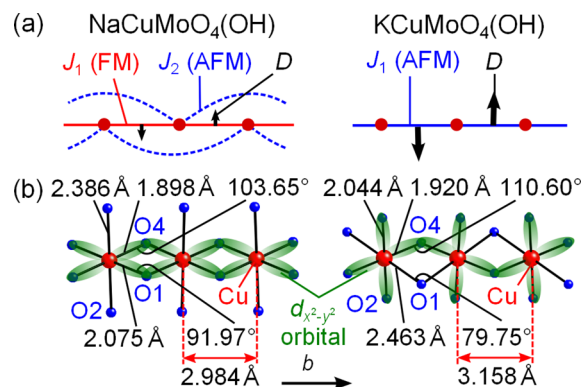 (a) NaCuMoO₄(OH) KCuMoO₄(OH)
J₁ (FM) J₂ (AFM) D J₁ (AFM) D
(b) 2.386 Å 1.898 Å 103.65° 2.044 Å 1.920 Å 110.60°
O4 O4
O2 O1 Cu dₓ²₋ᵧ² orbital O2 O1 Cu
2.075 Å 91.97° 2.463 Å 79.75°
2.984 Å b 3.158 Å